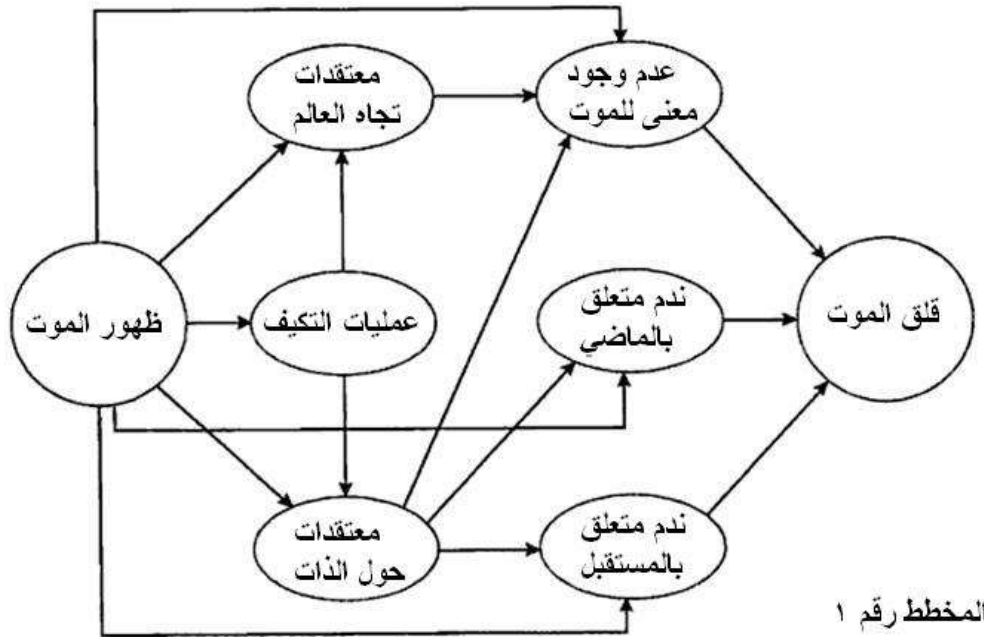 عدم وجود
معنى للموت
معتقدات
تجاه العالم
ندم متعلق
بالماضي
قلق الموت
عمليات التكيف
ظهور الموت
ندم متعلق
بالمستقبل
معتقدات
حول الذات
المخطط رقم ١